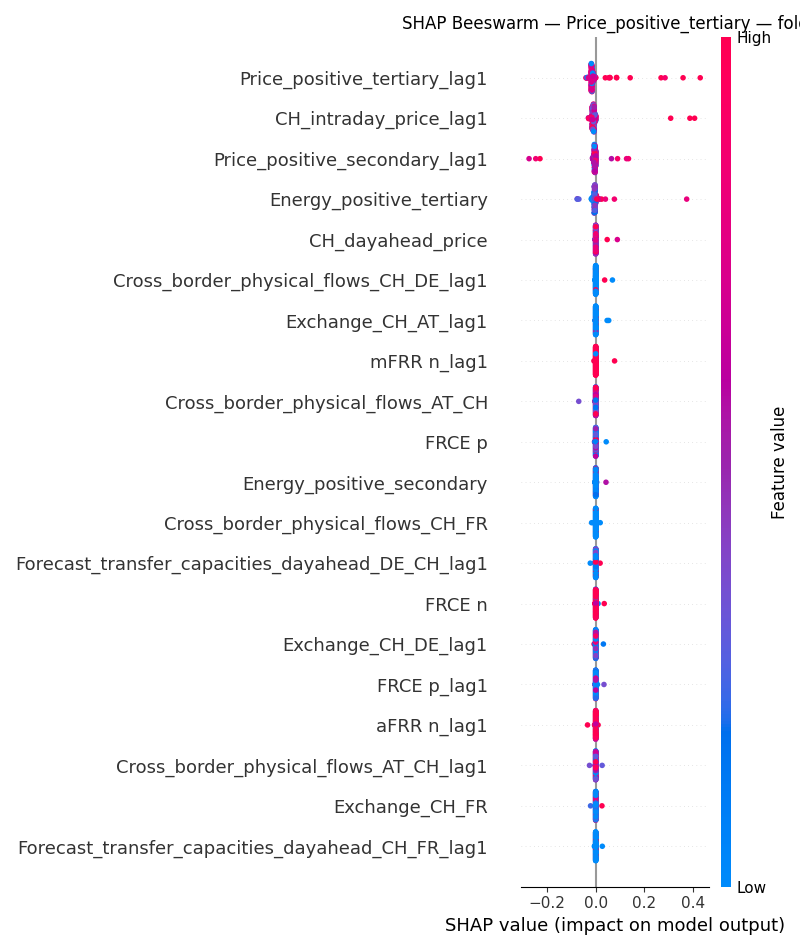 SHAP Beeswarm — Price_positive_tertiary — fol
High
Price_positive_tertiary_lag1
CH_intraday_price_lag1
Price_positive_secondary_lag1
Energy_positive_tertiary
CH_dayahead_price
Cross_border_physical_flows_CH_DE_lag1
Exchange_CH_AT_lag1
mFRR n_lag1
Cross_border_physical_flows_AT_CH
FRCE p
Energy_positive_secondary
Cross_border_physical_flows_CH_FR
Forecast_transfer_capacities_dayahead_DE_CH_lag1
FRCE n
Exchange_CH_DE_lag1
FRCE p_lag1
aFRR n_lag1
Cross_border_physical_flows_AT_CH_lag1
Exchange_CH_FR
Forecast_transfer_capacities_dayahead_CH_FR_lag1
Feature value
Low
−0.2 0.0 0.2 0.4
SHAP value (impact on model output)